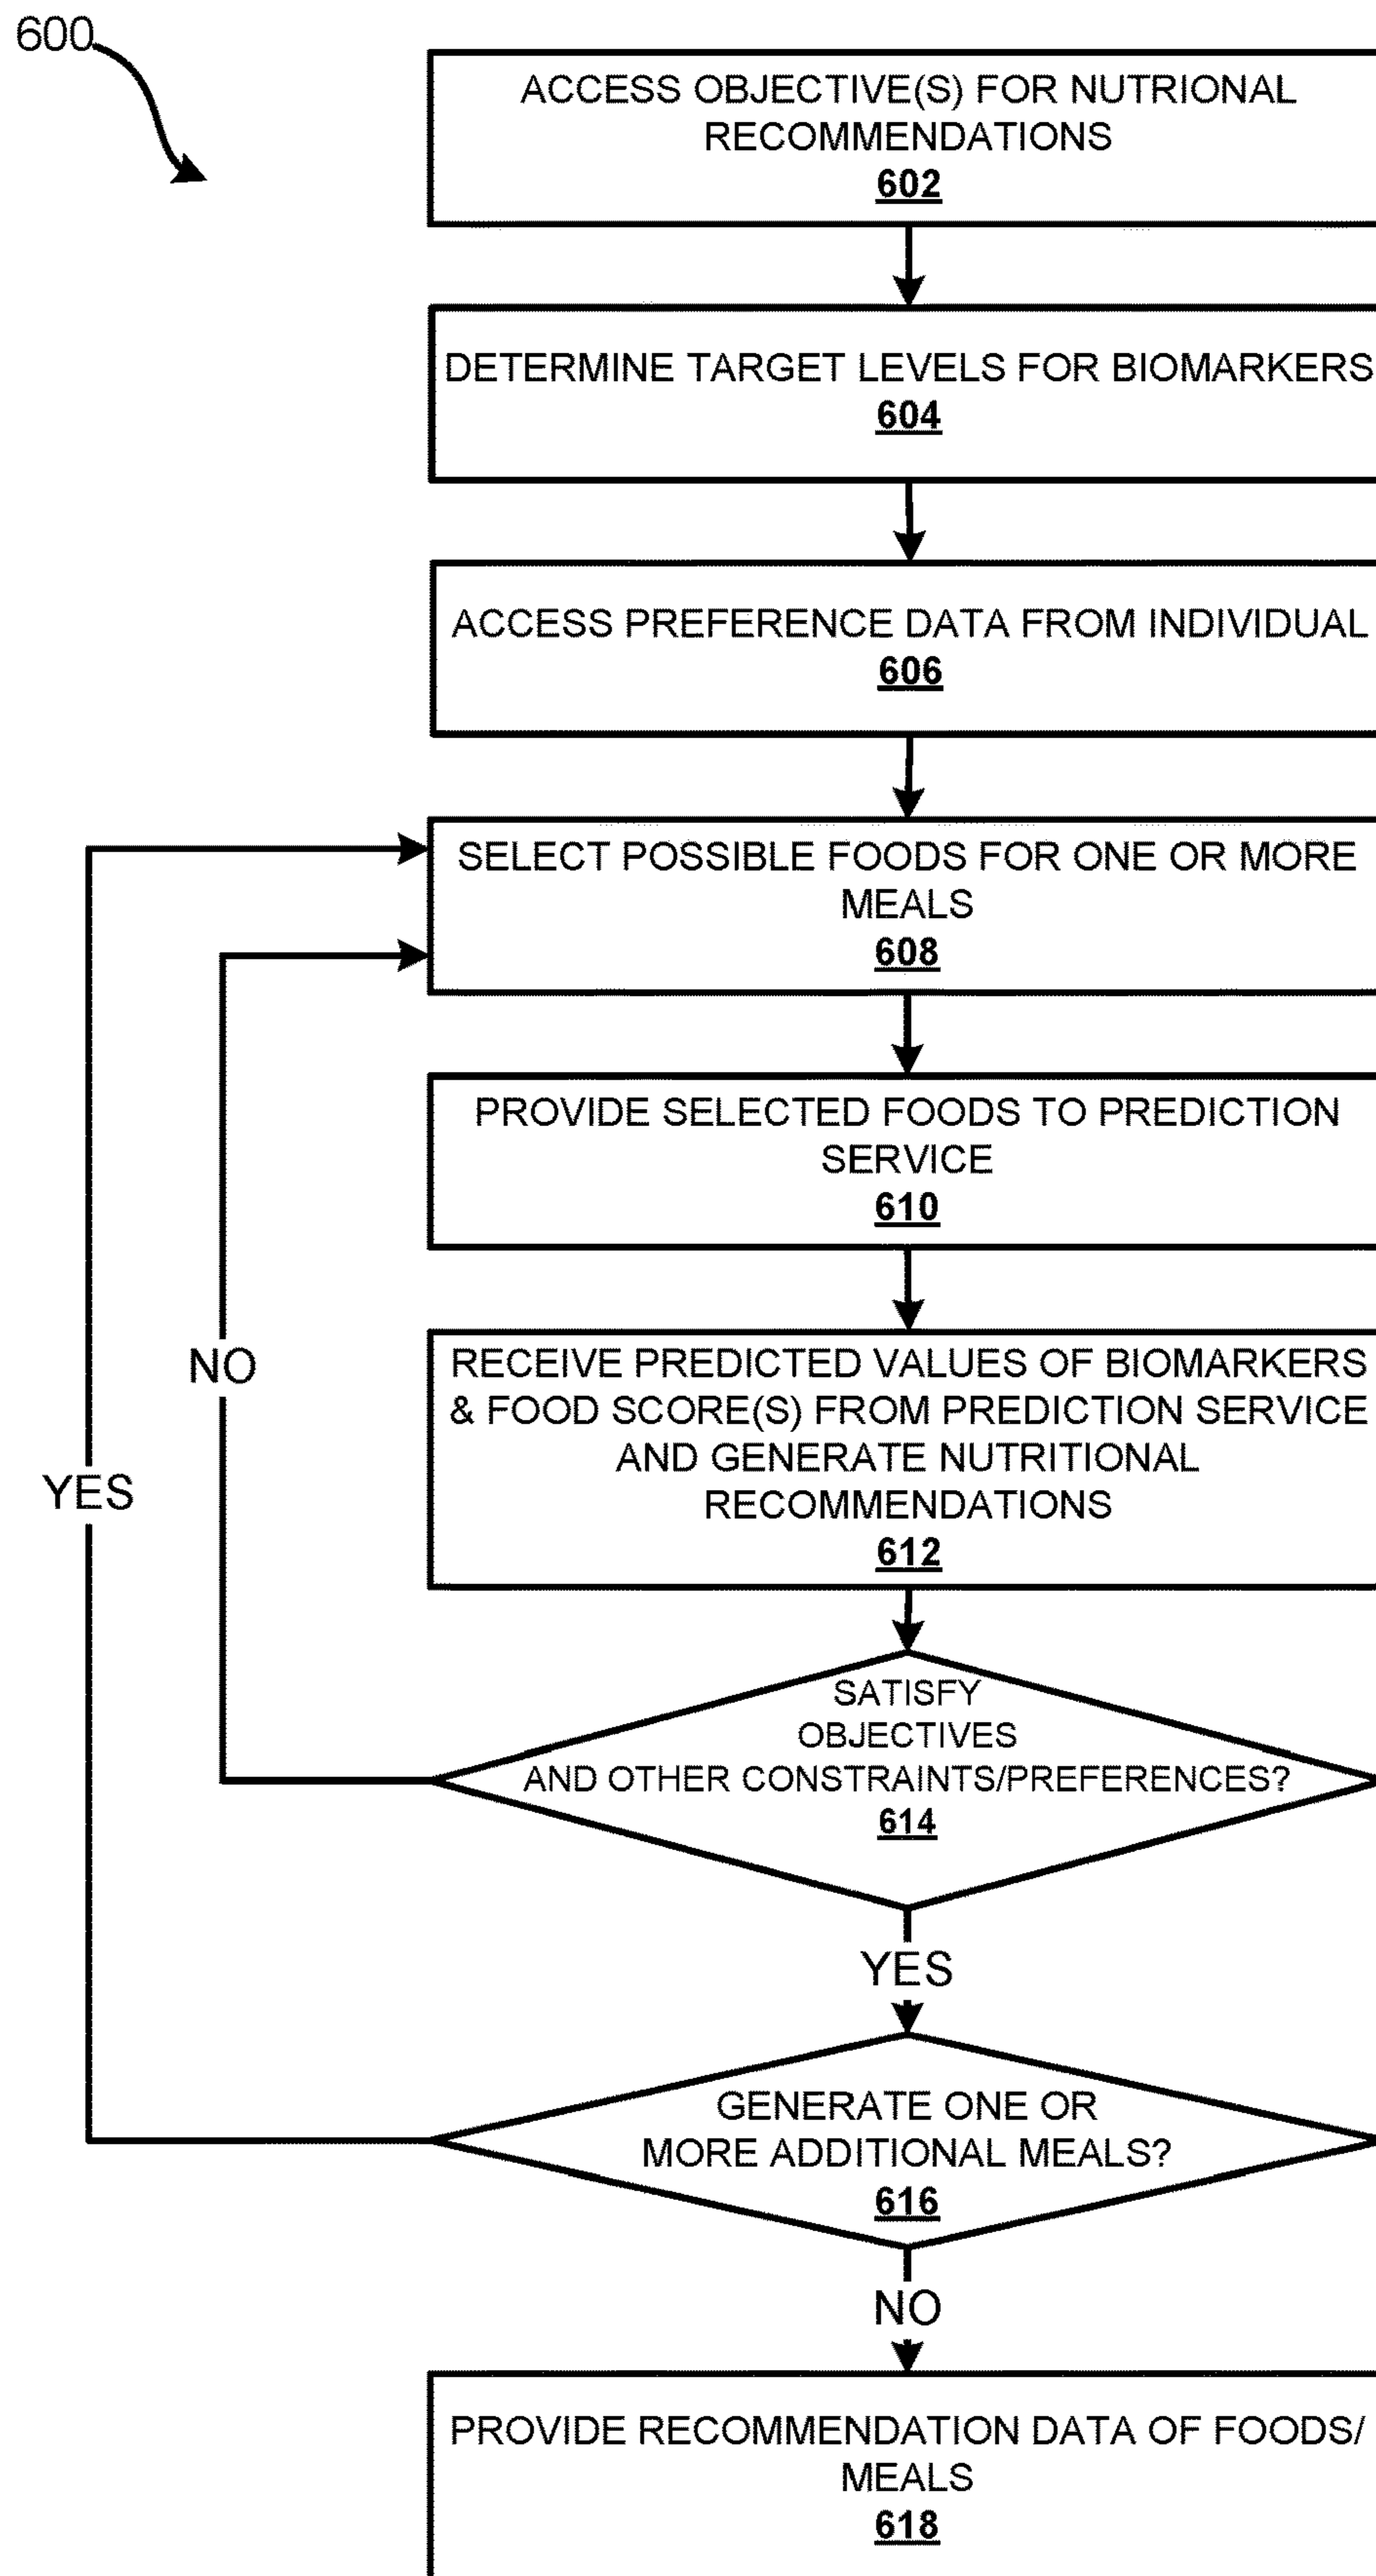 600
ACCESS OBJECTIVE(S) FOR NUTRIONAL
RECOMMENDATIONS
602
DETERMINE TARGET LEVELS FOR BIOMARKERS
604
ACCESS PREFERENCE DATA FROM INDIVIDUAL
606
SELECT POSSIBLE FOODS FOR ONE OR MORE
MEALS
608
PROVIDE SELECTED FOODS TO PREDICTION
SERVICE
610
RECEIVE PREDICTED VALUES OF BIOMARKERS
& FOOD SCORE(S) FROM PREDICTION SERVICE
AND GENERATE NUTRITIONAL
RECOMMENDATIONS
612
NO
YES
SATISFY
OBJECTIVES
AND OTHER CONSTRAINTS/PREFERENCES?
614
YES
GENERATE ONE OR
MORE ADDITIONAL MEALS?
616
NO
PROVIDE RECOMMENDATION DATA OF FOODS/
MEALS
618